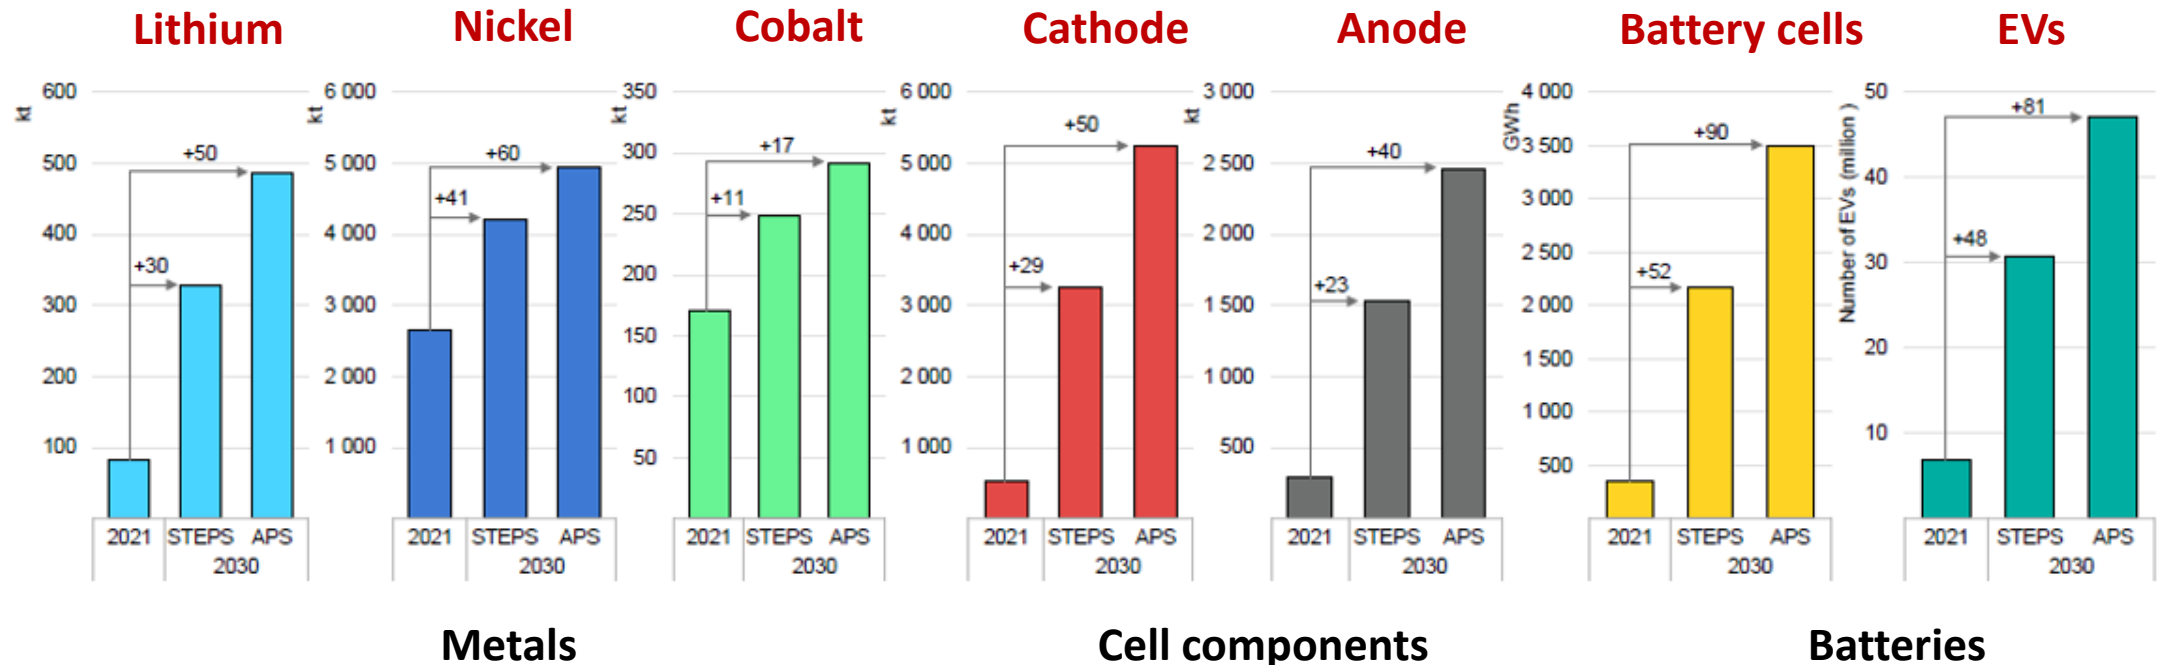 Lithium
kt
600
500
400
300
200
100
+50
+30
2021 STEPS APS
2030
Nickel
kt
6 000
5 000
4 000
3 000
2 000
1 000
+60
+41
2021 STEPS APS
2030
Cobalt
kt
350
300
250
200
150
100
50
+17
+11
2021 STEPS APS
2030
Cathode
kt
6 000
5 000
4 000
3 000
2 000
1 000
+50
+29
2021 STEPS APS
2030
Anode
kt
3 000
2 500
2 000
1 500
1 000
500
+40
+23
2021 STEPS APS
2030
Battery cells
GWh
4 000
3 500
3 000
2 500
2 000
1 500
1 000
500
+90
+52
2021 STEPS APS
2030
EVs
Number of EVs (million )
50
40
30
20
10
+81
+48
2021 STEPS APS
2030
Metals
Cell components
Batteries